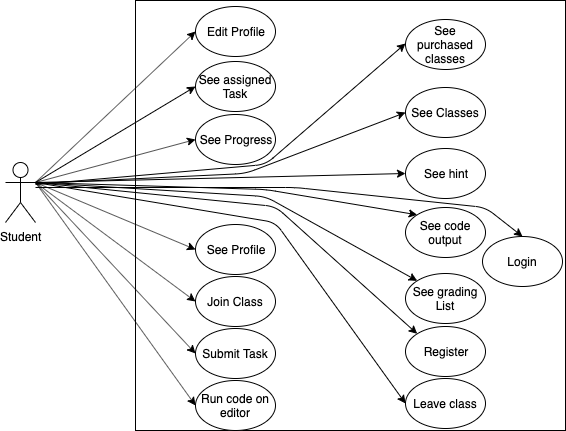 Edit Profile
See
purchased
classes
See assigned
Task
See Classes
See Progress
See hint
Student
See Profile
See code
output
Login
Join Class
See grading
List
Submit Task
Register
Run code on
editor
Leave class